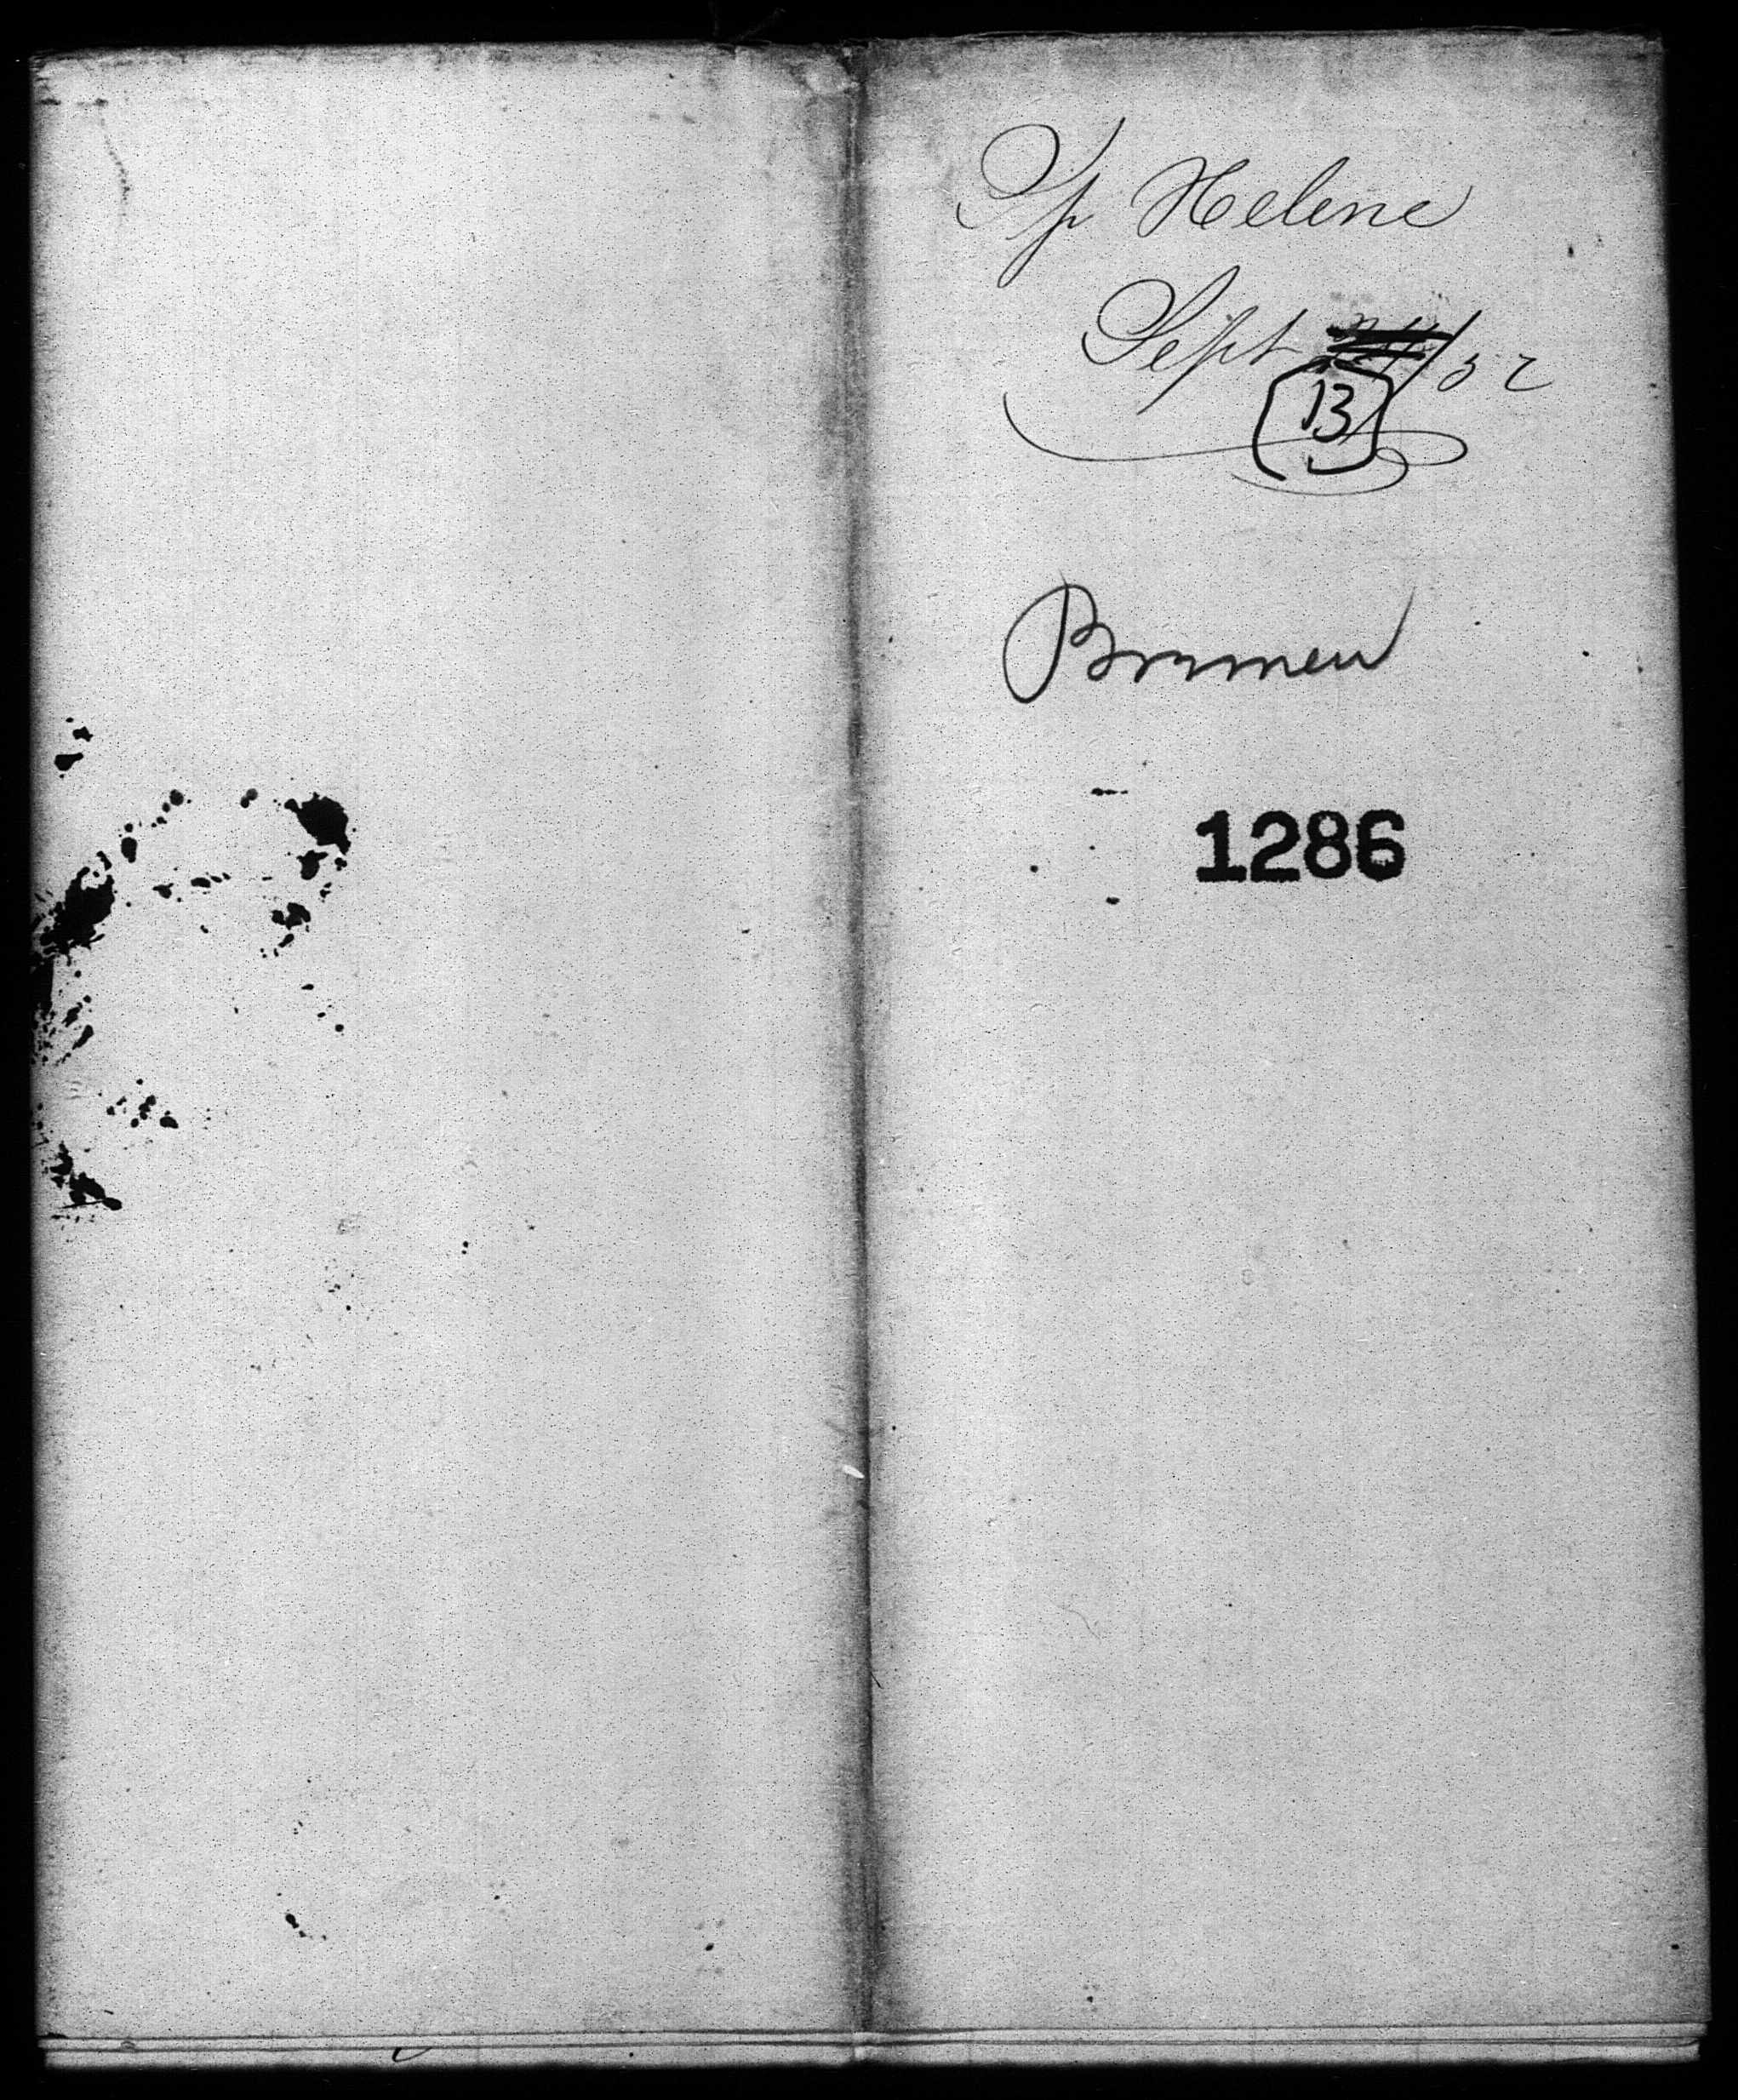 Sp Helene
Sept /52
13
Bremen
1286